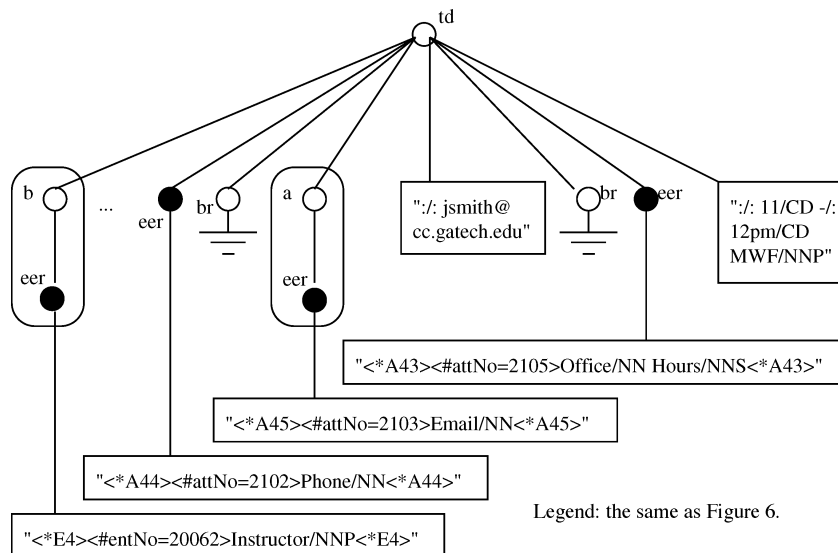 td
b
...
eer
br
a
":/: jsmith@
cc.gatech.edu"
br
eer
":/: 11/CD -/:
12pm/CD
MWF/NNP"
eer
eer
"<*A43><#attNo=2105>Office/NN Hours/NNS<*A43>"
"<*A45><#attNo=2103>Email/NN<*A45>"
"<*A44><#attNo=2102>Phone/NN<*A44>"
Legend: the same as Figure 6.
"<*E4><#entNo=20062>Instructor/NNP<*E4>"